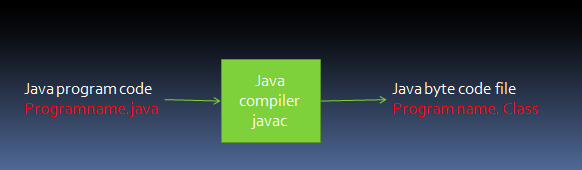 Java program code
Programname.java
Java
compiler
javac
Java byte code file
Program name. Class